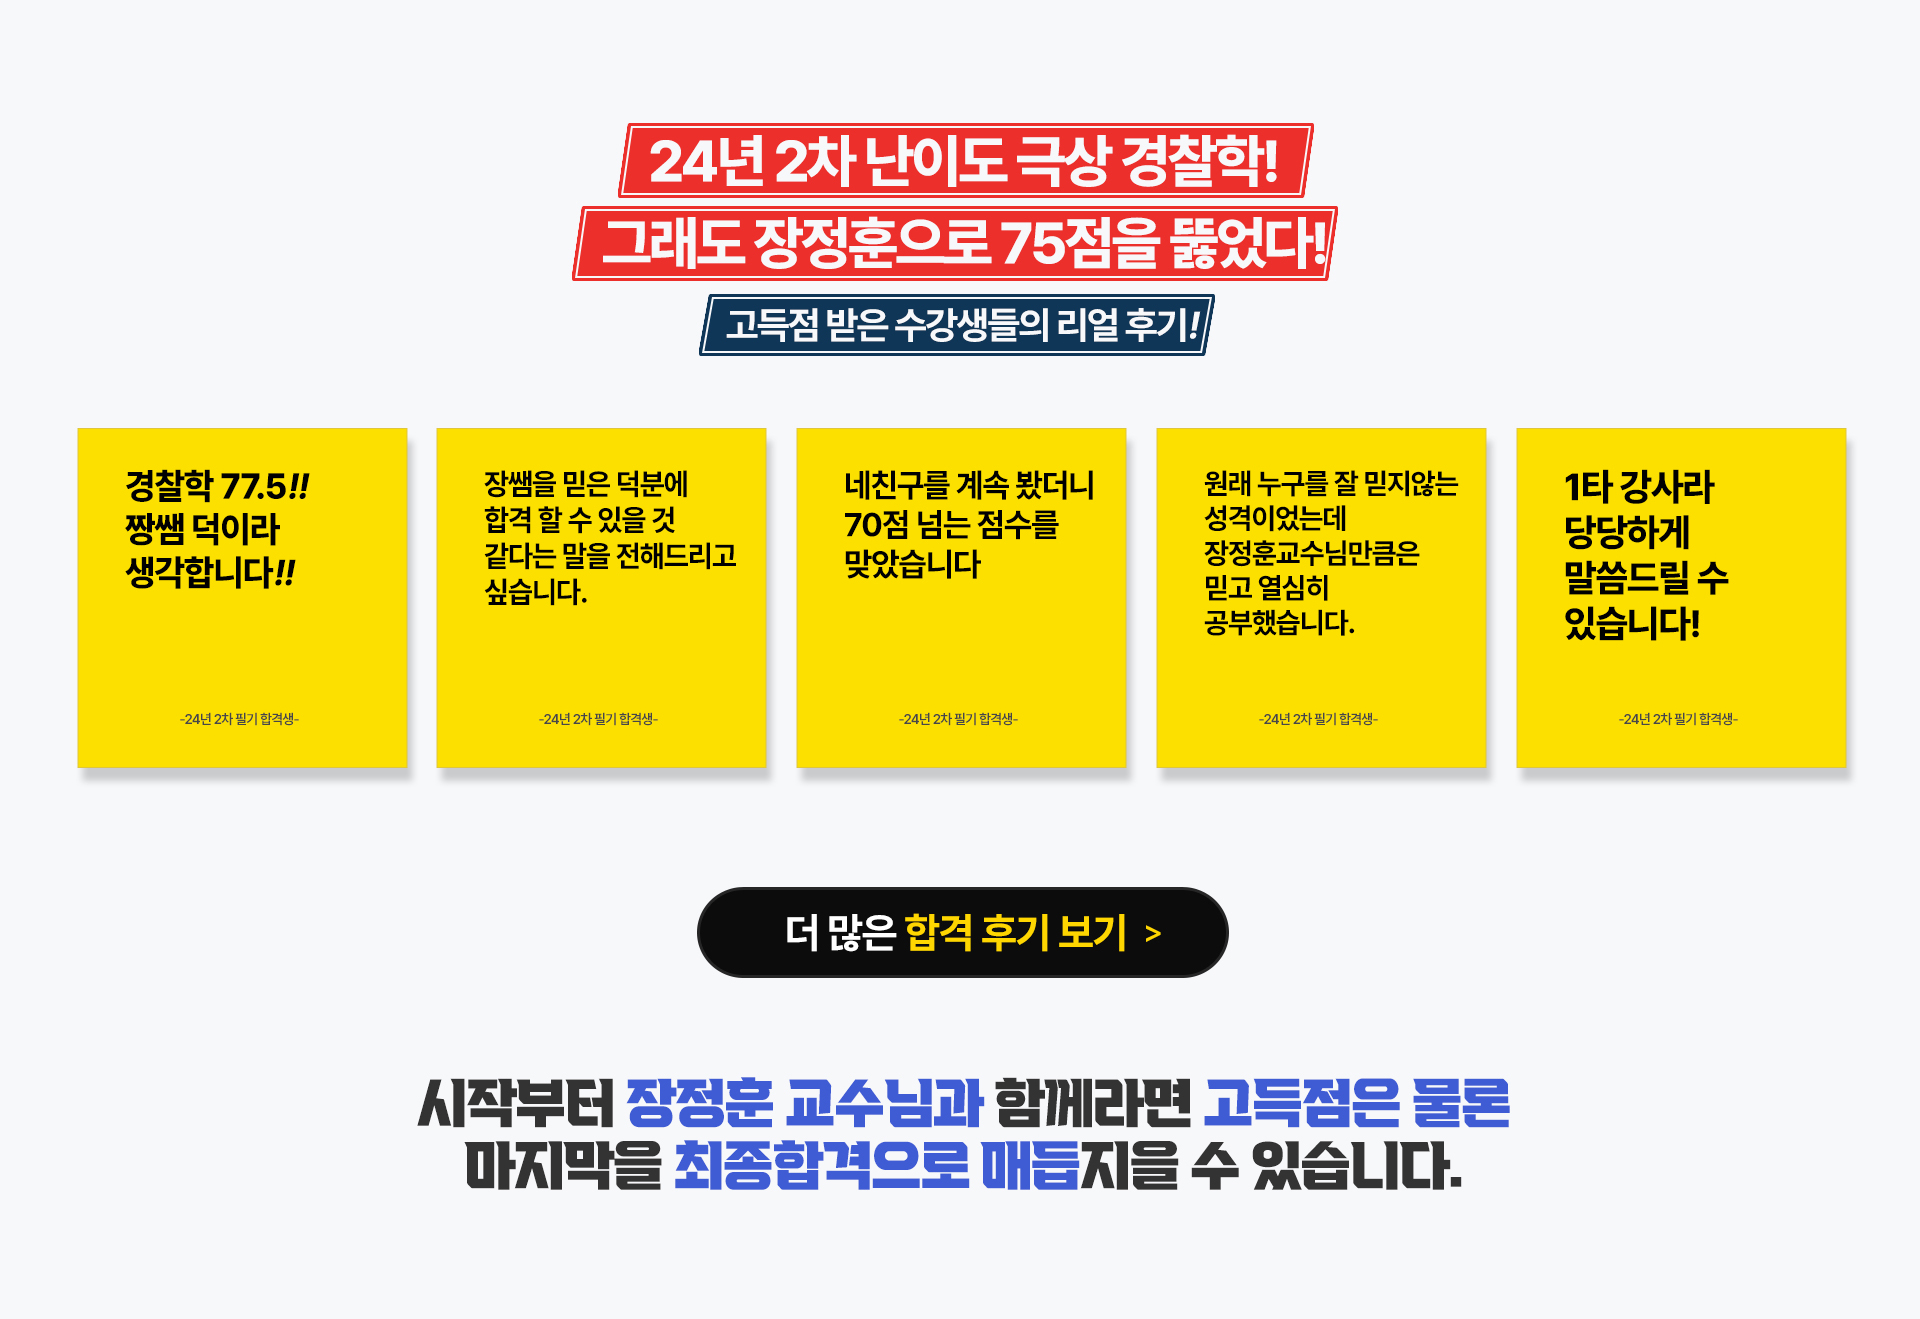 24년 2차 난이도 극상 경찰학!
그래도 장정훈으로 75점을 뚫었다!
고득점 받은 수강생들의 리얼 후기!
경찰학 77.5!!
짱쌤 덕이라
생각합니다!!
-24년 2차 필기 합격생-
장쌤을 믿은 덕분에
합격 할 수 있을 것
같다는 말을 전해드리고
싶습니다.
-24년 2차 필기 합격생-
네친구를 계속 봤더니
70점 넘는 점수를
맞았습니다
-24년 2차 필기 합격생-
원래 누구를 잘 믿지않는
성격이었는데
장정훈교수님만큼은
믿고 열심히
공부했습니다.
-24년 2차 필기 합격생-
1타 강사라
당당하게
말씀드릴 수
있습니다!
-24년 2차 필기 합격생-
더 많은 합격 후기 보기 >
시작부터 장정훈 교수님과 함께라면 고득점은 물론
마지막을 최종합격으로 매듭지을 수 있습니다.